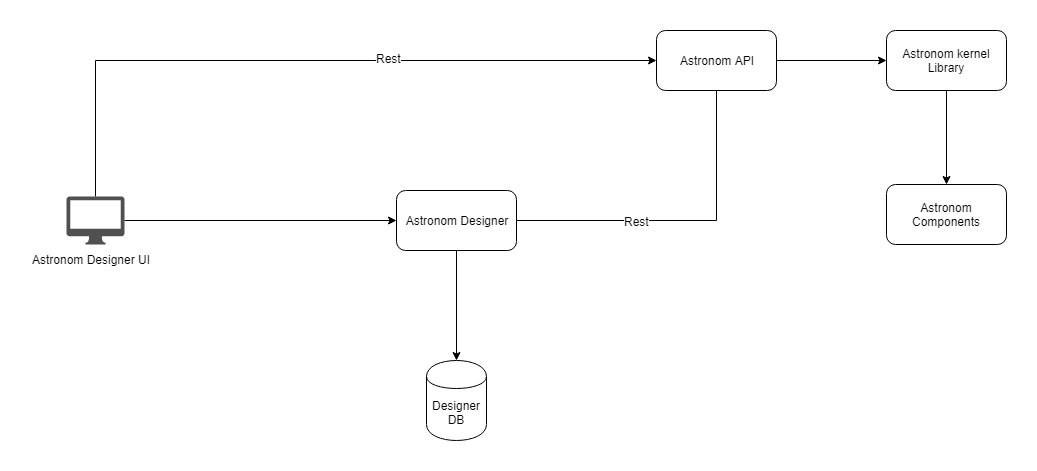 Rest
Astronom API
Astronom kernel
Library
Astronom
Components
Astronom Designer
Rest
Astronom Designer UI
Designer
DB